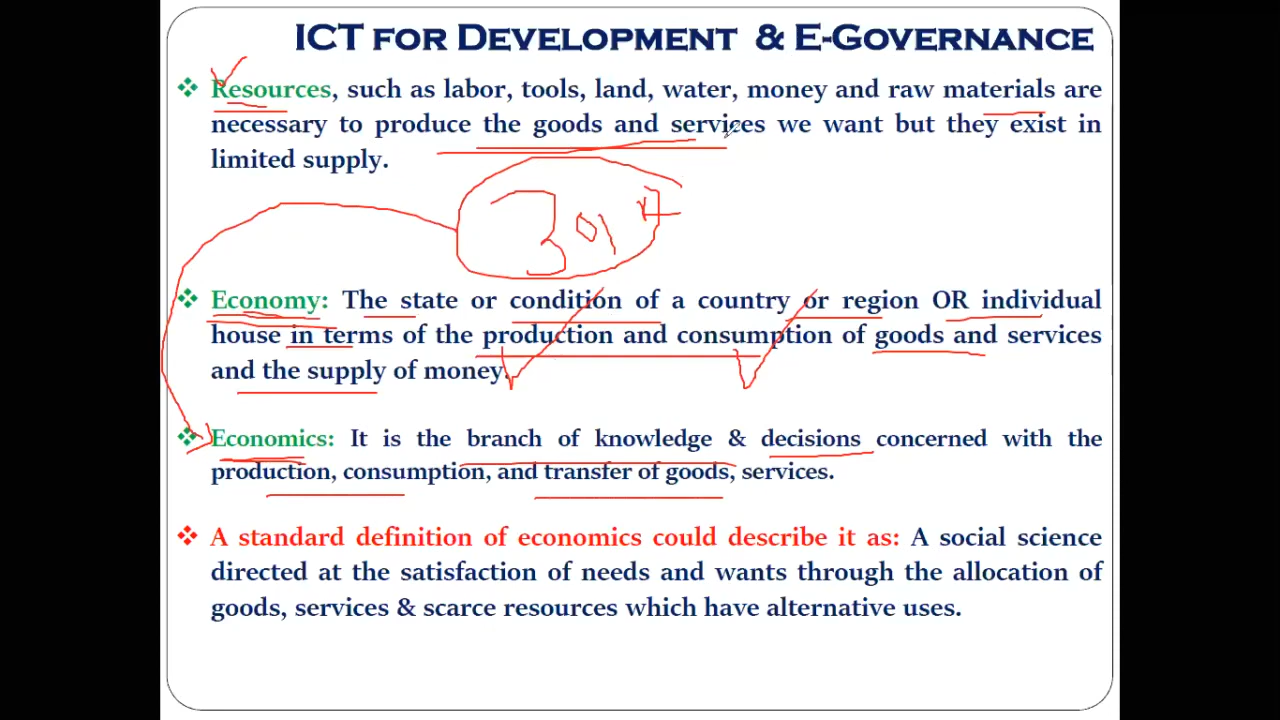 ICT FOR DEVELOPMENT & E-GOVERNANCE
❖ Resources, such as labor, tools, land, water, money and raw materials are
necessary to produce the goods and services we want but they exist in
limited supply.
❖ Economy: The state or condition of a country or region OR individual
house in terms of the production and consumption of goods and services
and the supply of money.
❖ Economics: It is the branch of knowledge & decisions concerned with the
production, consumption, and transfer of goods, services.
❖ A standard definition of economics could describe it as: A social science
directed at the satisfaction of needs and wants through the allocation of
goods, services & scarce resources which have alternative uses.